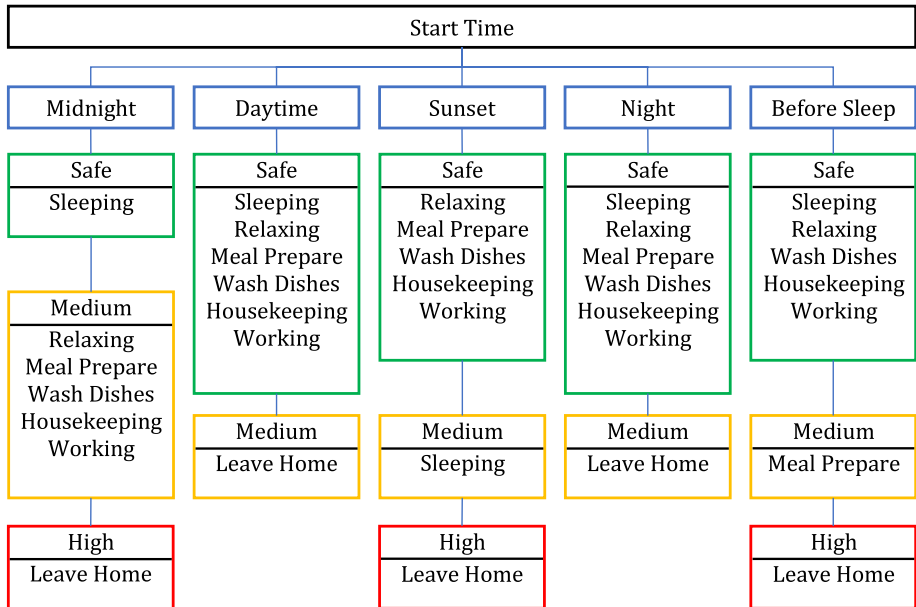 Start Time
Midnight
Daytime
Sunset
Night
Before Sleep
Safe
Sleeping
Medium
Relaxing
Meal Prepare
Wash Dishes
Housekeeping
Working
High
Leave Home
Safe
Sleeping
Relaxing
Meal Prepare
Wash Dishes
Housekeeping
Working
Medium
Leave Home
Safe
Relaxing
Meal Prepare
Wash Dishes
Housekeeping
Working
Medium
Sleeping
High
Leave Home
Safe
Sleeping
Relaxing
Meal Prepare
Wash Dishes
Housekeeping
Working
Medium
Leave Home
Safe
Sleeping
Relaxing
Wash Dishes
Housekeeping
Working
Medium
Meal Prepare
High
Leave Home